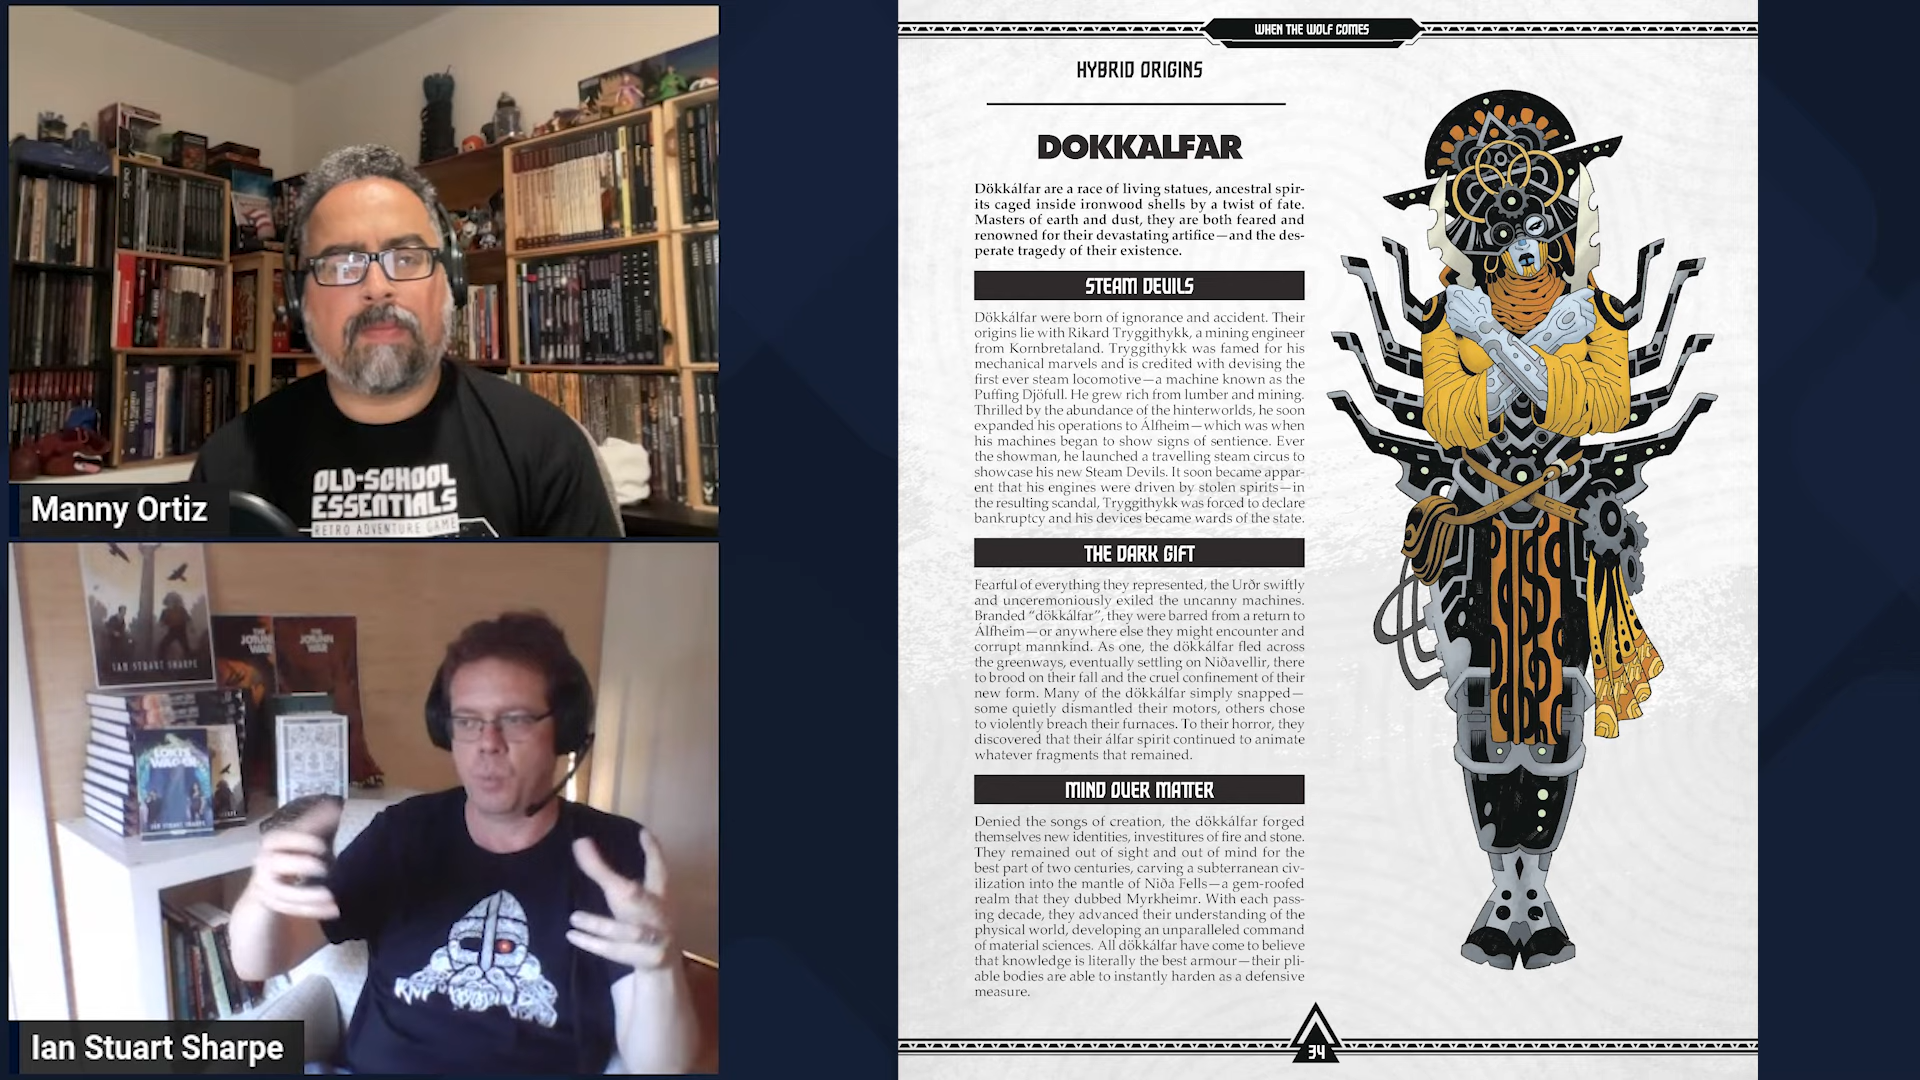 OLD-SCHOOL
ESSENTIALS
RETRO ADVENTURE GAME
Manny Ortiz
IAN STUART SHARPE
THE
JOTUNN
WAR
THE
JOTUNN
WAR
LOKI'S
WAGER
IAN STUART SHARPE
Ian Stuart Sharpe
WHEN THE WOLF COMES
HYBRID ORIGINS
DOKKALFAR
Dökkálfar are a race of living statues, ancestral spir-
its caged inside ironwood shells by a twist of fate.
Masters of earth and dust, they are both feared and
renowned for their devastating artifice—and the des-
perate tragedy of their existence.
STEAM DEVILS
Dökkálfar were born of ignorance and accident. Their
origins lie with Rikard Tryggithykk, a mining engineer
from Kornbretaland. Tryggithykk was famed for his
mechanical marvels and is credited with devising the
first ever steam locomotive—a machine known as the
Puffing Djöfull. He grew rich from lumber and mining.
Thrilled by the abundance of the hinterworlds, he soon
expanded his operations to Álfheim—which was when
his machines began to show signs of sentience. Ever
the showman, he launched a travelling steam circus to
showcase his new Steam Devils. It soon became appar-
ent that his engines were driven by stolen spirits—in
the resulting scandal, Tryggithykk was forced to declare
bankruptcy and his devices became wards of the state.
THE DARK GIFT
Fearful of everything they represented, the Urðr swiftly
and unceremoniously exiled the uncanny machines.
Branded “dökkálfar”, they were barred from a return to
Álfheim—or anywhere else they might encounter and
corrupt mannkind. As one, the dökkálfar fled across
the greenways, eventually settling on Niðavellir, there
to brood on their fall and the cruel confinement of their
new form. Many of the dökkálfar simply snapped—
some quietly dismantled their motors, others chose
to violently breach their furnaces. To their horror, they
discovered that their álfar spirit continued to animate
whatever fragments that remained.
MIND OVER MATTER
Denied the songs of creation, the dökkálfar forged
themselves new identities, investitures of fire and stone.
They remained out of sight and out of mind for the
best part of two centuries, carving a subterranean civ-
ilization into the mantle of Niða Fells—a gem-roofed
realm that they dubbed Myrkheimr. With each pass-
ing decade, they advanced their understanding of the
physical world, developing an unparalleled command
of material sciences. All dökkálfar have come to believe
that knowledge is literally the best armour—their pli-
able bodies are able to instantly harden as a defensive
measure.
34